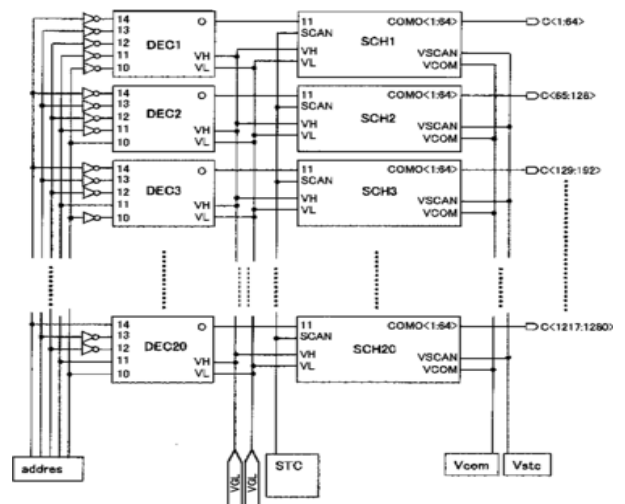 14
13
12
11
10
DEC1
O
VH
VL
11
SCAN
VH
VL
SCH1
COMO<1:64>
VSCAN
VCOM
C<1:64>
14
13
12
11
10
DEC2
O
VH
VL
11
SCAN
VH
VL
SCH2
COMO<1:64>
VSCAN
VCOM
C<65:128>
14
13
12
11
10
DEC3
O
VH
VL
11
SCAN
VH
VL
SCH3
COMO<1:64>
VSCAN
VCOM
C<129:192>
14
13
12
11
10
DEC20
O
VH
VL
11
SCAN
VH
VL
SCH20
COMO<1:64>
VSCAN
VCOM
C<1217:1280>
addres
VGL
VGL
STC
Vcom
Vstc